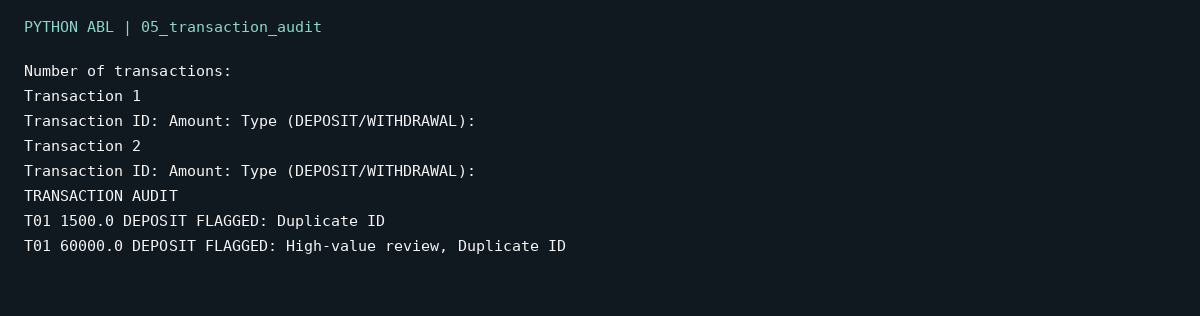 PYTHON ABL | 05_transaction_audit
Number of transactions:
Transaction 1
Transaction ID: Amount: Type (DEPOSIT/WITHDRAWAL):
Transaction 2
Transaction ID: Amount: Type (DEPOSIT/WITHDRAWAL):
TRANSACTION AUDIT
T01 1500.0 DEPOSIT FLAGGED: Duplicate ID
T01 60000.0 DEPOSIT FLAGGED: High-value review, Duplicate ID